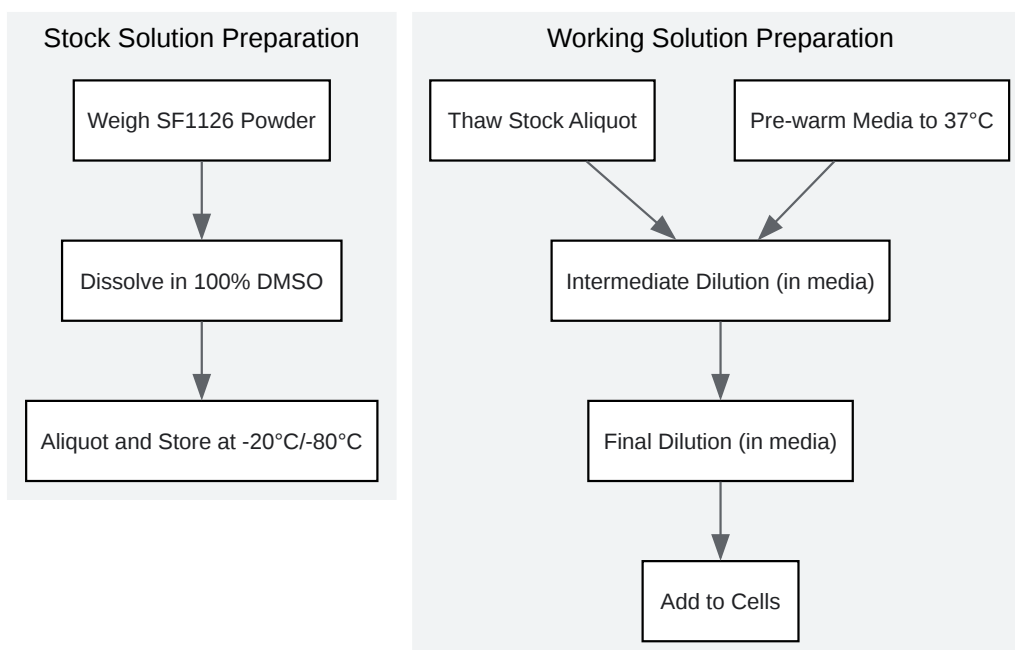 Stock Solution Preparation
Weigh SF1126 Powder
Dissolve in 100% DMSO
Aliquot and Store at -20°C/-80°C
Working Solution Preparation
Thaw Stock Aliquot
Pre-warm Media to 37°C
Intermediate Dilution (in media)
Final Dilution (in media)
Add to Cells